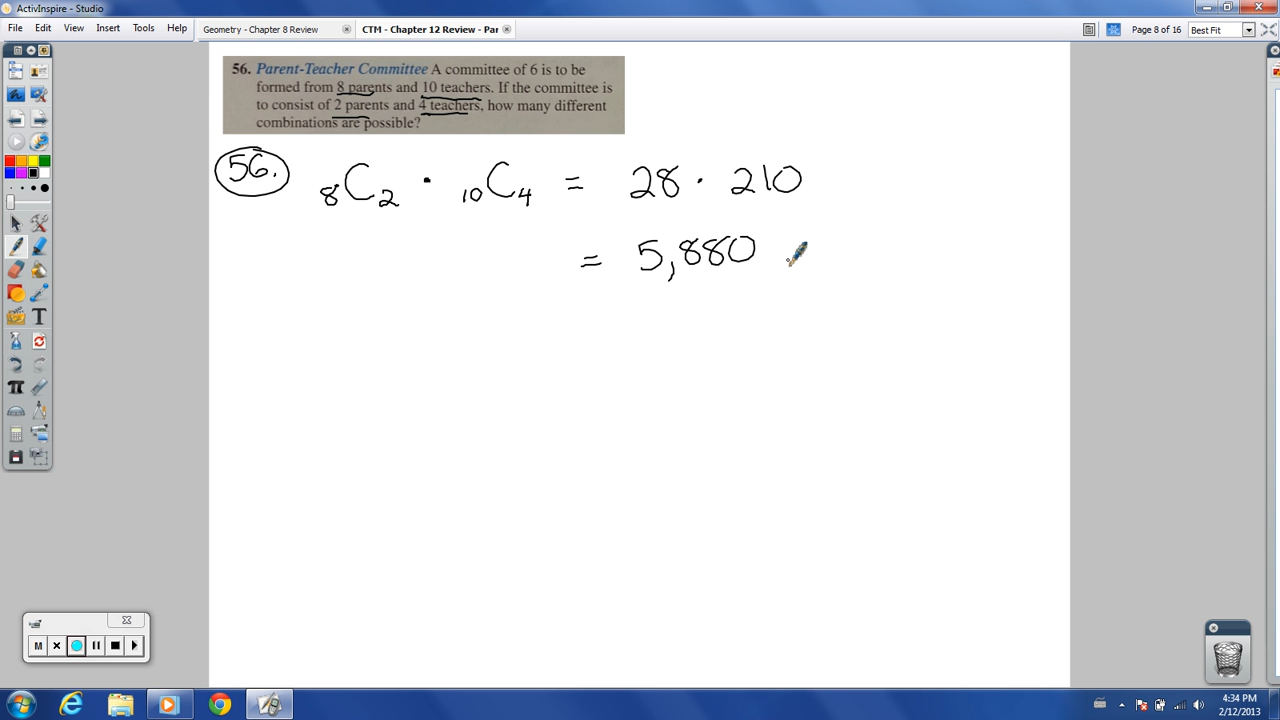 ActivInspire - Studio
File Edit View Insert Tools Help
Geometry - Chapter 8 Review
CTM - Chapter 12 Review - Par
Page 8 of 16
Best Fit
56. Parent-Teacher Committee A committee of 6 is to be
formed from 8 parents and 10 teachers. If the committee is
to consist of 2 parents and 4 teachers, how many different
combinations are possible?
56. 8C2 · 10C4 = 28 · 210
= 5,880
M
4:34 PM
2/12/2013